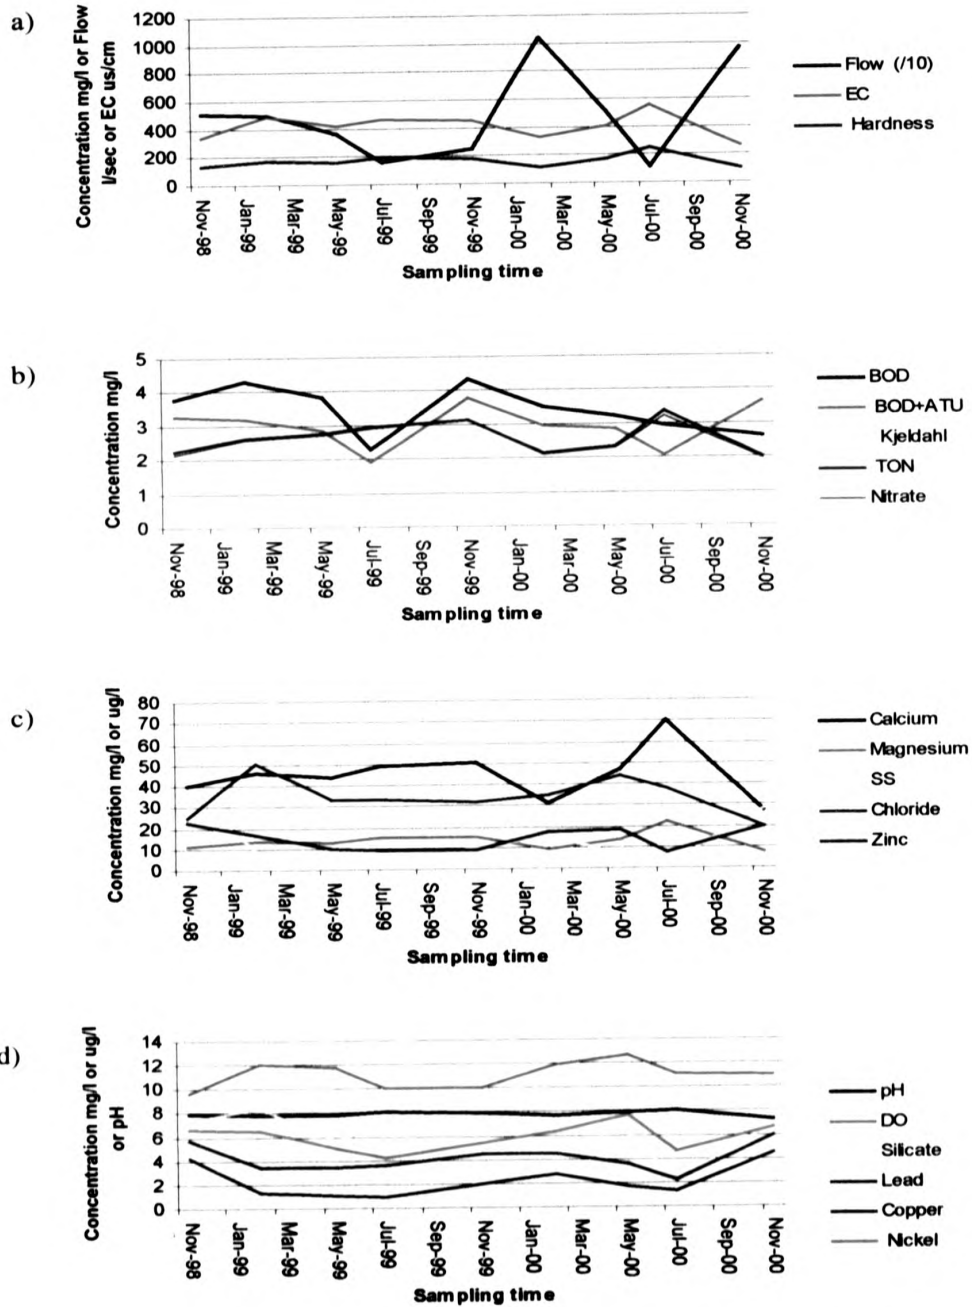 a)
Concentration mg/l or Flow
l/sec or EC us/cm
1200
1000
800
600
400
200
0
Nov-98
Jan-99
Mar-99
May-99
Jul-99
Sep-99
Nov-99
Jan-00
Mar-00
May-00
Jul-00
Sep-00
Nov-00
Sampling time
Flow (/10)
EC
Hardness
b)
Concentration mg/l
5
4
3
2
1
0
Nov-98
Jan-99
Mar-99
May-99
Jul-99
Sep-99
Nov-99
Jan-00
Mar-00
May-00
Jul-00
Sep-00
Nov-00
Sampling time
BOD
BOD+ATU
Kjeldahl
TON
Nitrate
c)
Concentration mg/l or ug/l
80
70
60
50
40
30
20
10
0
Nov-98
Jan-99
Mar-99
May-99
Jul-99
Sep-99
Nov-99
Jan-00
Mar-00
May-00
Jul-00
Sep-00
Nov-00
Sampling time
Calcium
Magnesium
SS
Chloride
Zinc
d)
Concentration mg/l or ug/l
or pH
14
12
10
8
6
4
2
0
Nov-98
Jan-99
Mar-99
May-99
Jul-99
Sep-99
Nov-99
Jan-00
Mar-00
May-00
Jul-00
Sep-00
Nov-00
Sampling time
pH
DO
Silicate
Lead
Copper
Nickel